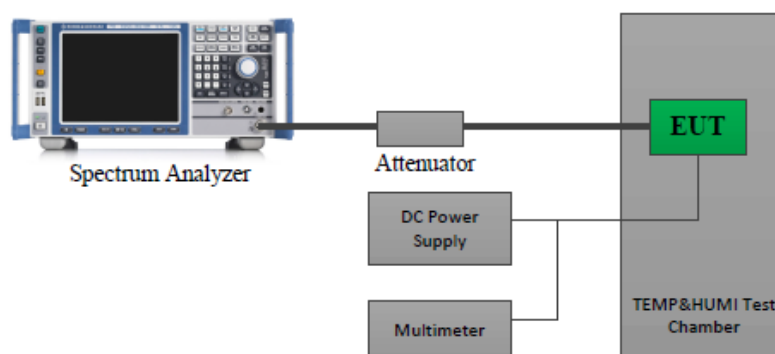 EUT
Spectrum Analyzer
Attenuator
DC Power
Supply
TEMP&HUMI Test
Chamber
Multimeter